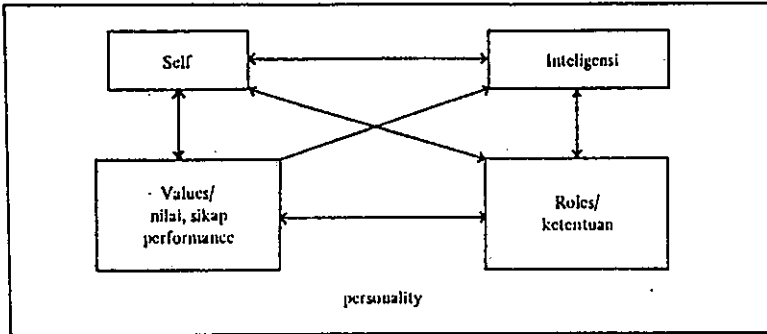 Self
Inteligensi
Values/
nilai, sikap
performance
Roles/
ketentuan
personality